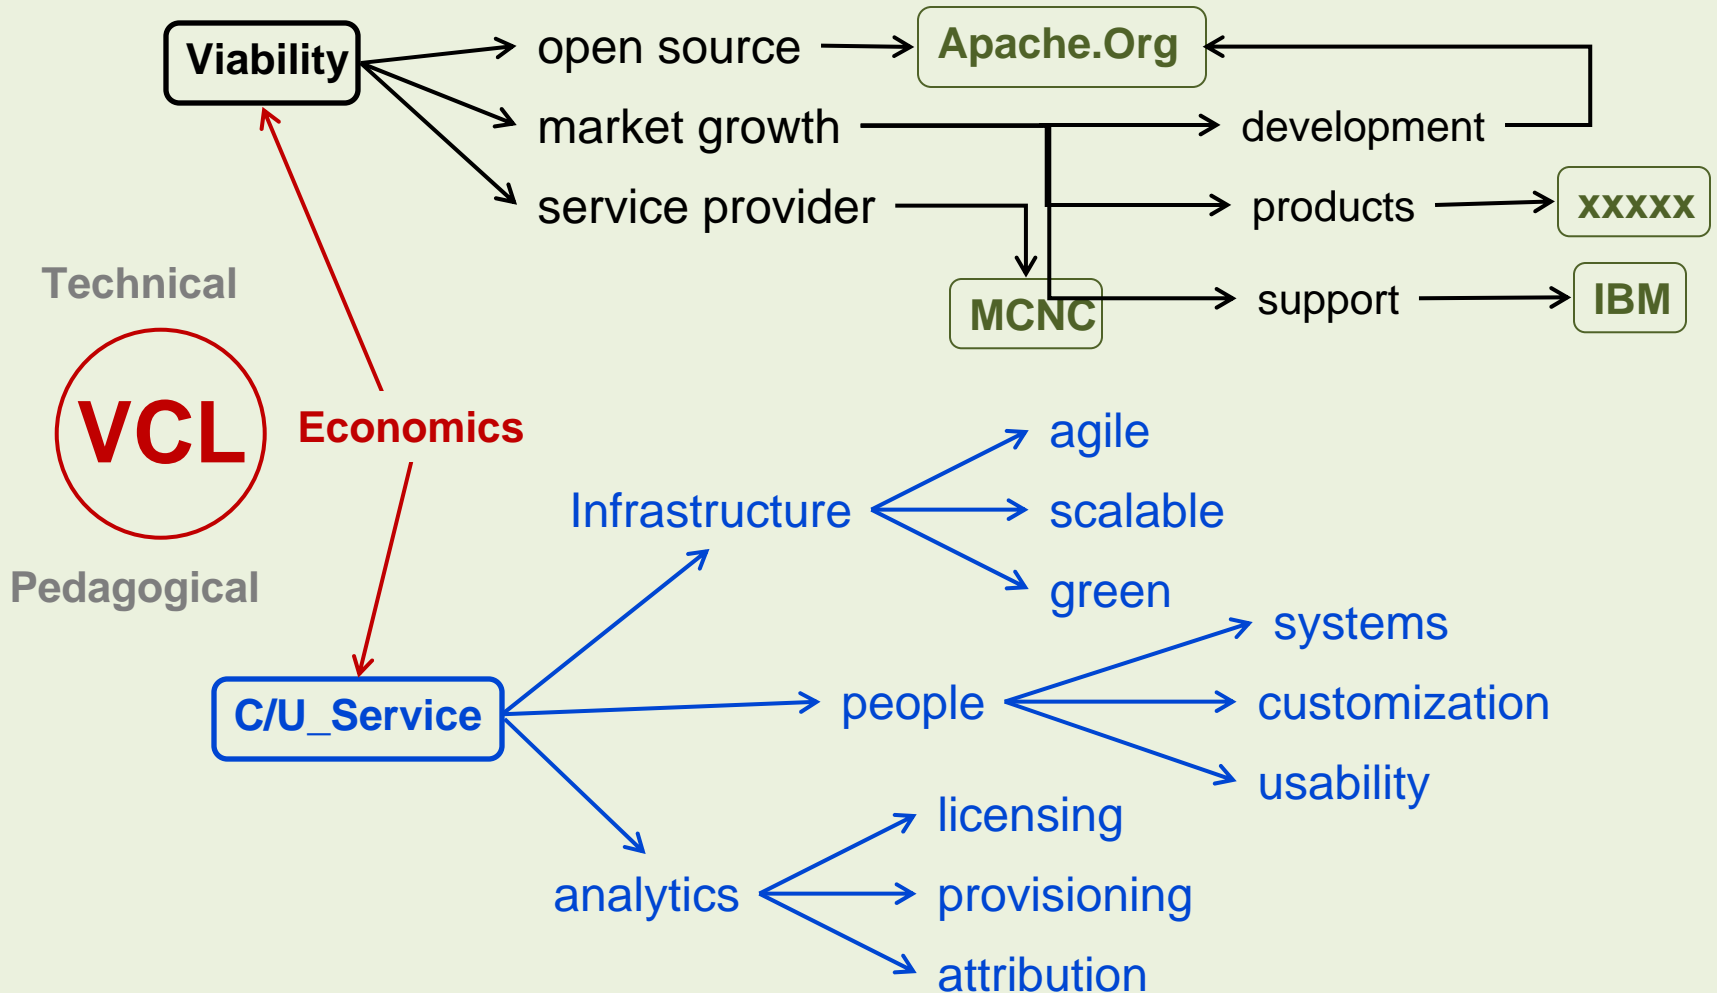 Viability
open source
Apache.Org
market growth
development
service provider
products
xxxxx
Technical
MCNC
support
IBM
VCL
Economics
agile
Infrastructure
scalable
Pedagogical
green
systems
C/U_Service
people
customization
usability
licensing
analytics
provisioning
attribution